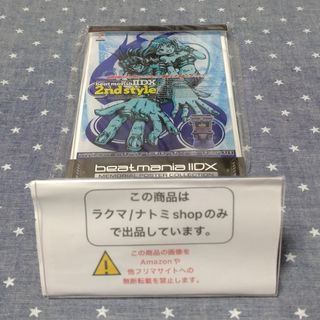 beatmania IIDX
2nd style
beatmania IIDX
MEMORIAL POSTER COLLECTION
この商品は
ラクマ/ナトミshopのみ
で出品しています。
この商品の画像を
Amazonや
他フリマサイトへの
無断転載を禁止します。